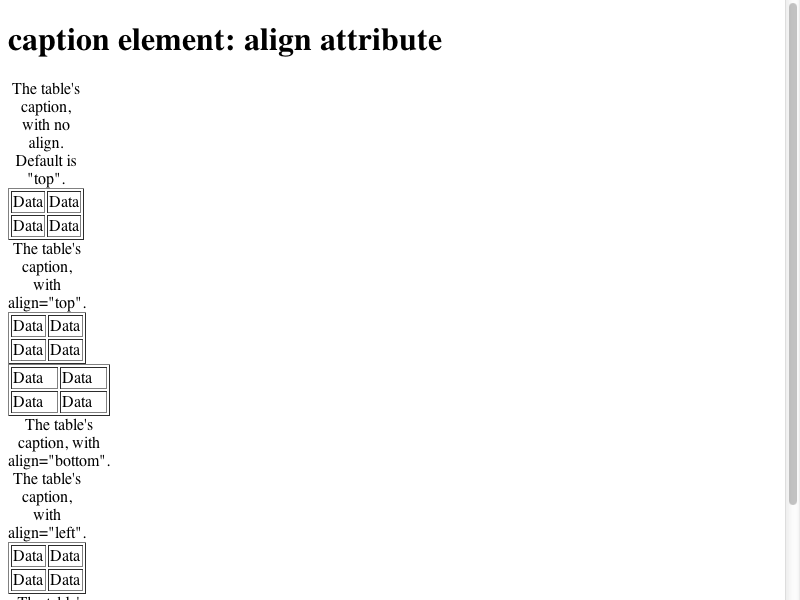 caption element: align attribute
The table's
caption,
with no
align.
Default is
"top".
Data Data
Data Data
The table's
caption,
with
align="top".
Data Data
Data Data
Data Data
Data Data
The table's
caption, with
align="bottom".
The table's
caption,
with
align="left".
Data Data
Data Data